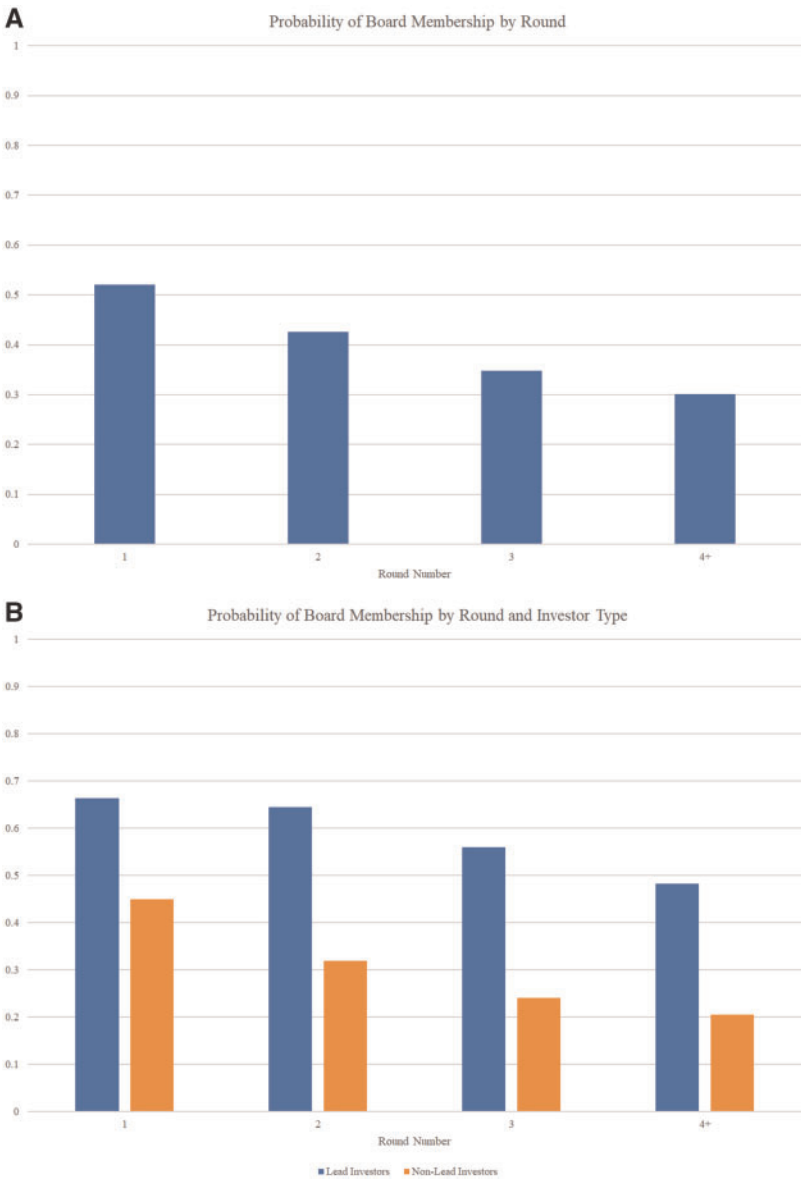 A
Probability of Board Membership by Round
1
0.9
0.8
0.7
0.6
0.5
0.4
0.3
0.2
0.1
0
1 2 3 4+
Round Number
B
Probability of Board Membership by Round and Investor Type
1
0.9
0.8
0.7
0.6
0.5
0.4
0.3
0.2
0.1
0
1 2 3 4+
Round Number
Lead Investors Non-Lead Investors